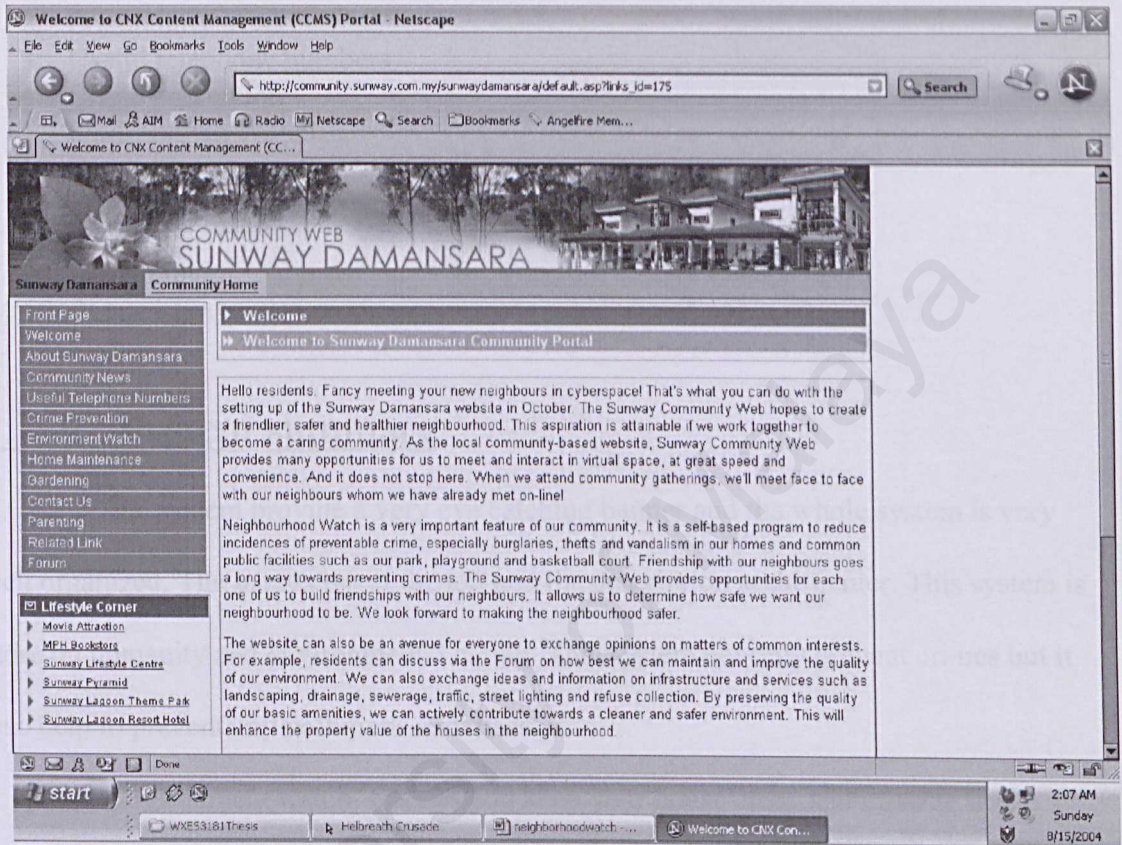 Welcome to CNX Content Management (CCMS) Portal - Netscape
File Edit View Go Bookmarks Tools Window Help
http://community.sunway.com.my/sunwaydamansara/default.asp?links_id=175
Search
Mail AIM Home Radio My Netscape Search Bookmarks Angelfire Mem...
Welcome to CNX Content Management (CC...
COMMUNITY WEB
SUNWAY DAMANSARA
Sunway Damansara Community Home
Front Page
Welcome
About Sunway Damansara
Community News
Useful Telephone Numbers
Crime Prevention
Environment Watch
Home Maintenance
Gardening
Contact Us
Parenting
Related Link
Forum
Lifestyle Corner
Movie Attraction
MPH Bookstore
Sunway Lifestyle Centre
Sunway Pyramid
Sunway Lagoon Theme Park
Sunway Lagoon Resort Hotel
Welcome
Welcome to Sunway Damansara Community Portal
Hello residents. Fancy meeting your new neighbours in cyberspace! That's what you can do with the
setting up of the Sunway Damansara website in October. The Sunway Community Web hopes to create
a friendlier, safer and healthier neighbourhood. This aspiration is attainable if we work together to
become a caring community. As the local community-based website, Sunway Community Web
provides many opportunities for us to meet and interact in virtual space, at great speed and
convenience. And it does not stop here. When we attend community gatherings, we'll meet face to face
with our neighbours whom we have already met on-line!
Neighbourhood Watch is a very important feature of our community. It is a self-based program to reduce
incidences of preventable crime, especially burglaries, thefts and vandalism in our homes and common
public facilities such as our park, playground and basketball court. Friendship with our neighbours goes
a long way towards preventing crimes. The Sunway Community Web provides opportunities for each
one of us to build friendships with our neighbours. It allows us to determine how safe we want our
neighbourhood to be. We look forward to making the neighbourhood safer.
The website can also be an avenue for everyone to exchange opinions on matters of common interests.
For example, residents can discuss via the Forum on how best we can maintain and improve the quality
of our environment. We can also exchange ideas and information on infrastructure and services such as
landscaping, drainage, sewerage, traffic, street lighting and refuse collection. By preserving the quality
of our basic amenities, we can actively contribute towards a cleaner and safer environment. This will
enhance the property value of the houses in the neighbourhood.
Done
start
WXES3181Thesis Helbreath Crusade neighborhoodwatch - ... Welcome to CNX Con...
2:07 AM
Sunday
8/15/2004